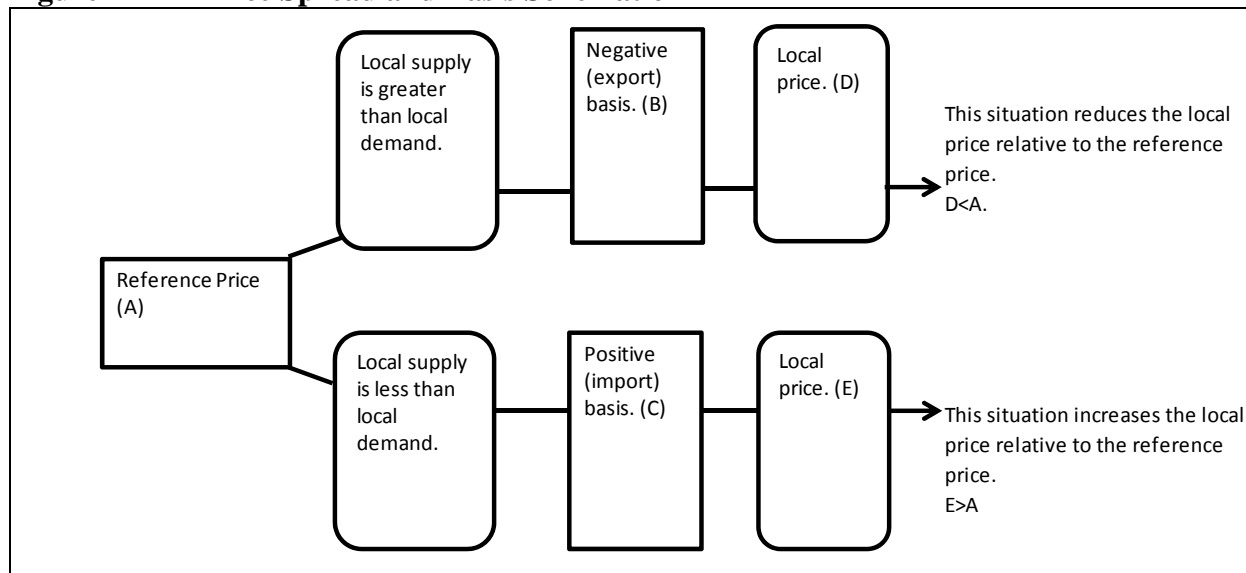 Local supply
is greater
than local
demand.
Negative
(export)
basis. (B)
Local
price. (D)
This situation reduces the local
price relative to the reference
price.
D<A.
Reference Price
(A)
Local supply
is less than
local
demand.
Positive
(import)
basis. (C)
Local
price. (E)
This situation increases the local
price relative to the reference
price.
E>A